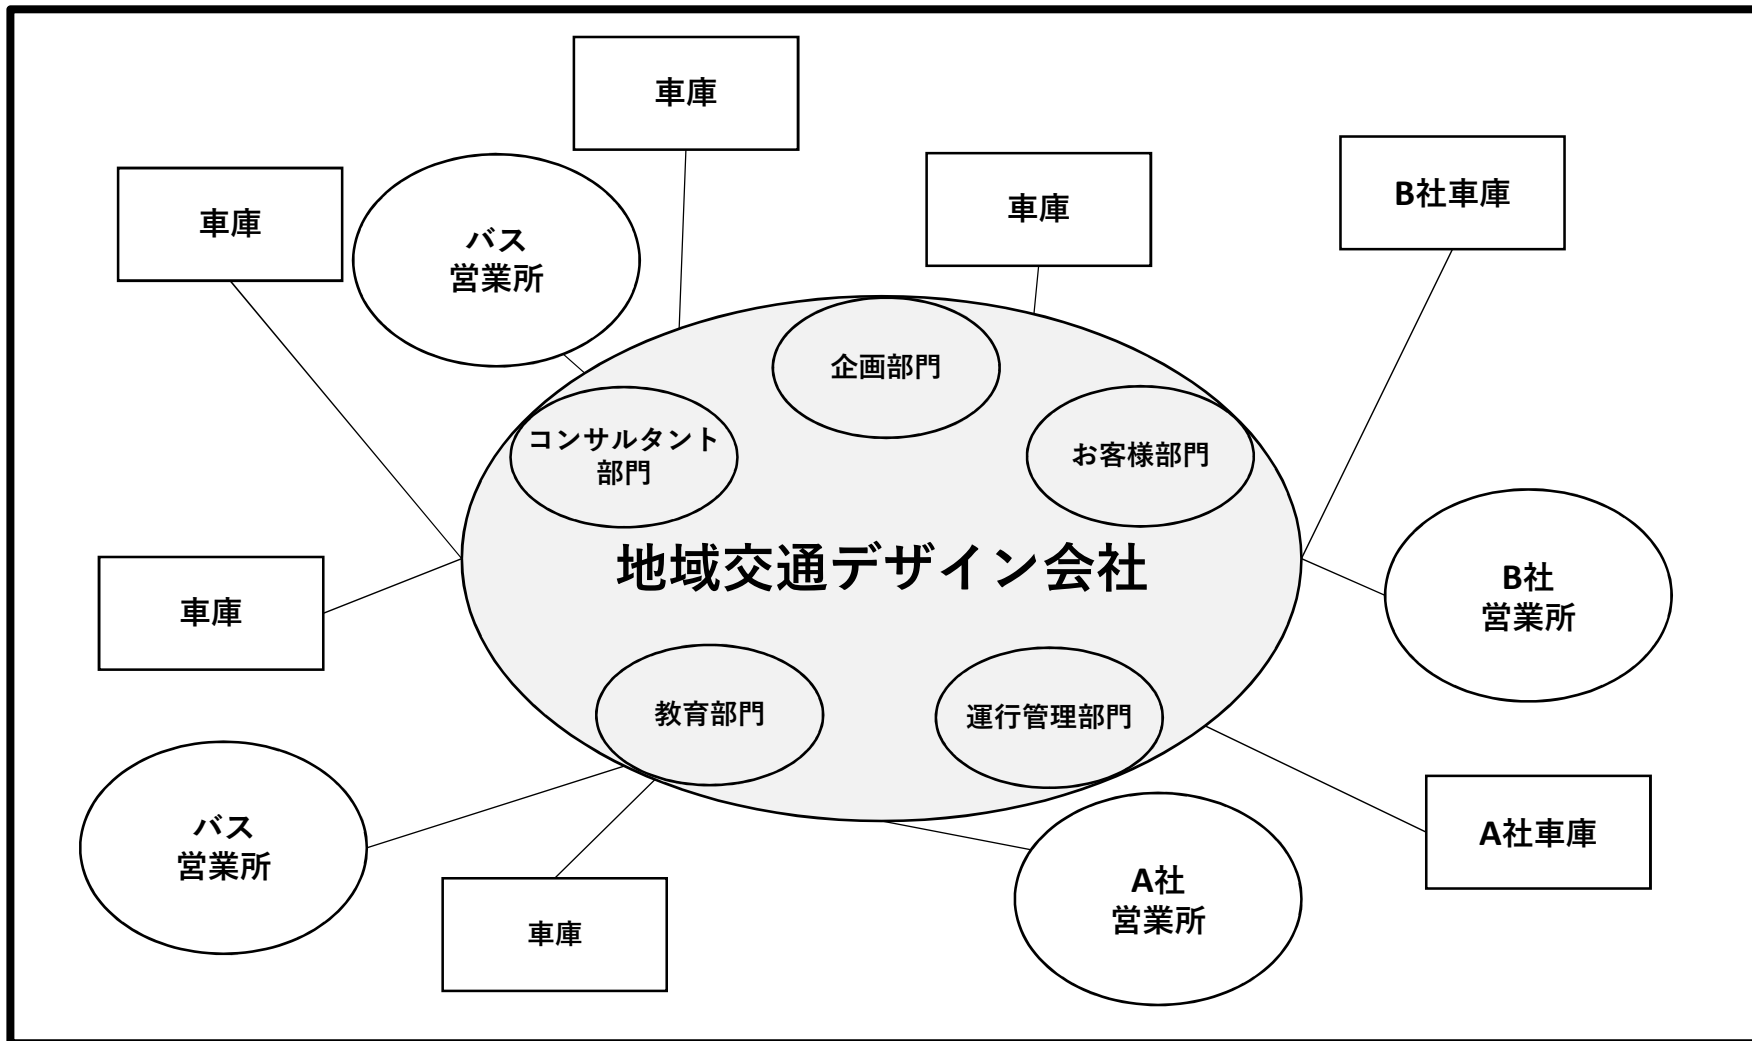 車庫
車庫
B社車庫
車庫
バス
営業所
車庫
企画部門
コンサルタント
部門
お客様部門
地域交通デザイン会社
B社
営業所
車庫
教育部門
運行管理部門
バス
営業所
A社車庫
A社
営業所
車庫